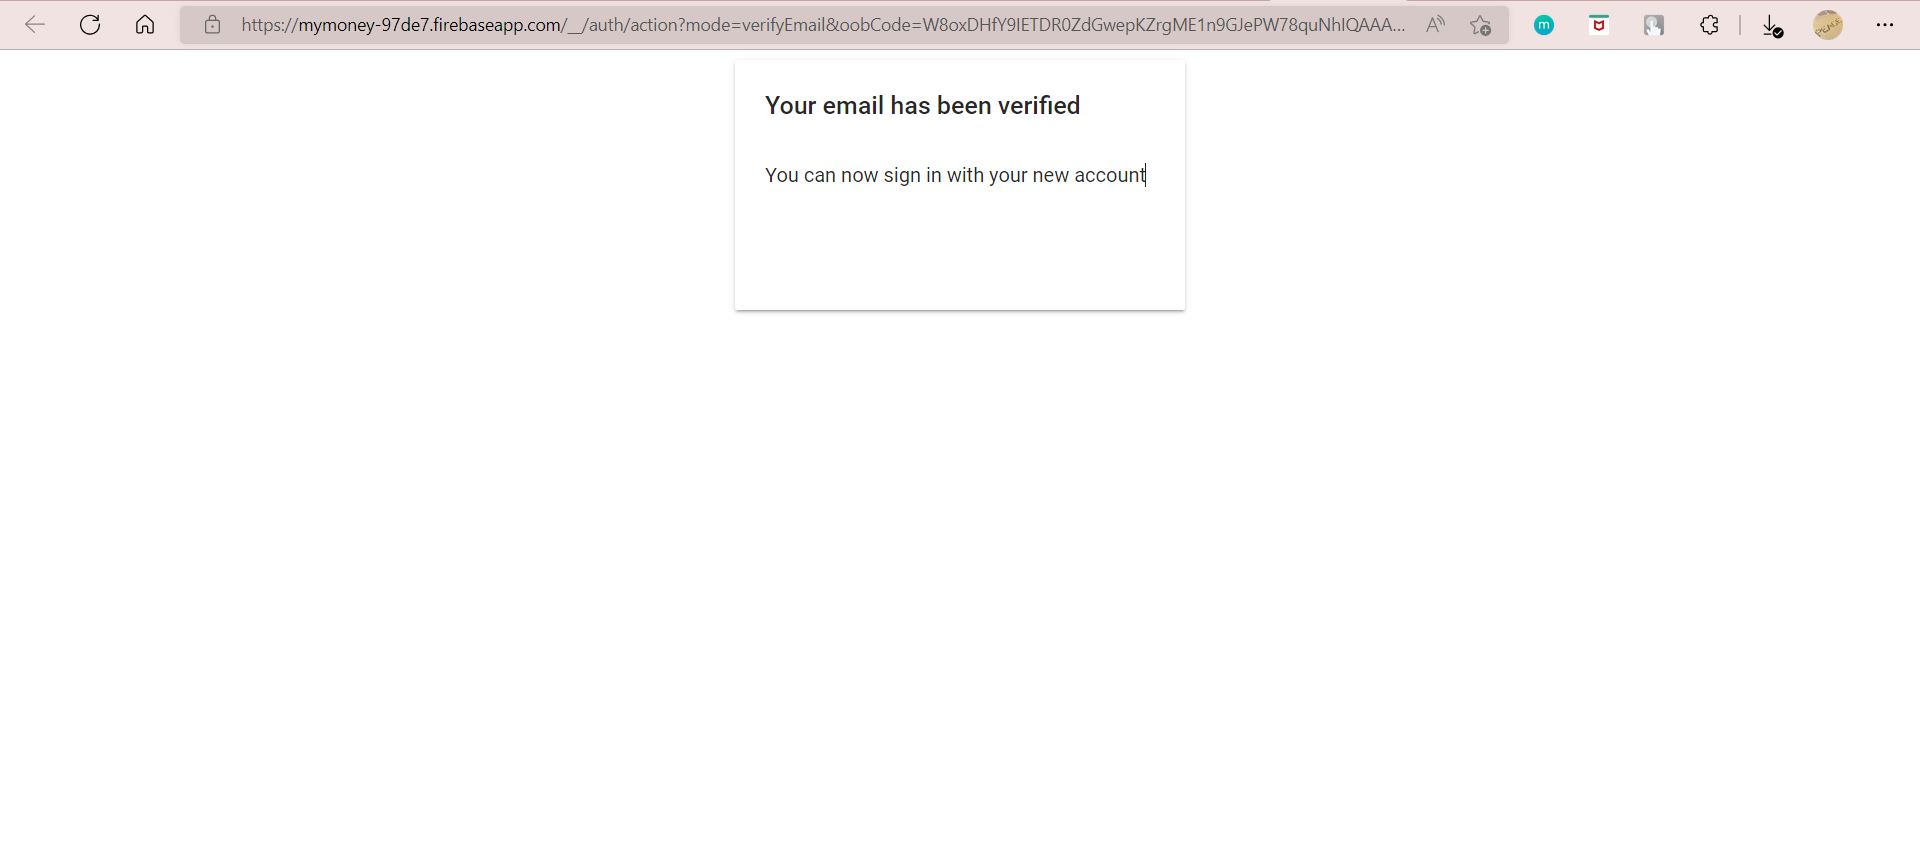 https://mymoney-97de7.firebaseapp.com/__/auth/action?mode=verifyEmail&oobCode=W8oxDHfY9IETDR0ZdGwepKZrgME1n9GJePW78quNhIQAAA...
m
Your email has been verified
You can now sign in with your new account